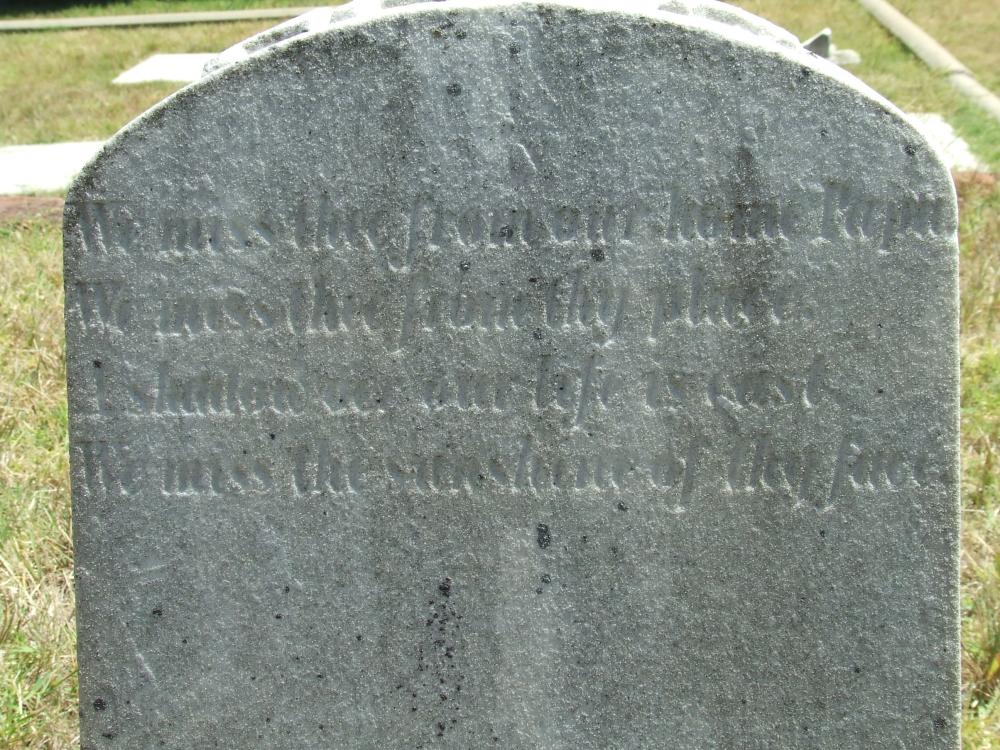 We miss thee from our home Papa
We miss thee from thy place.
A shadow oer our life is cast
We miss the sunshine of thy face.